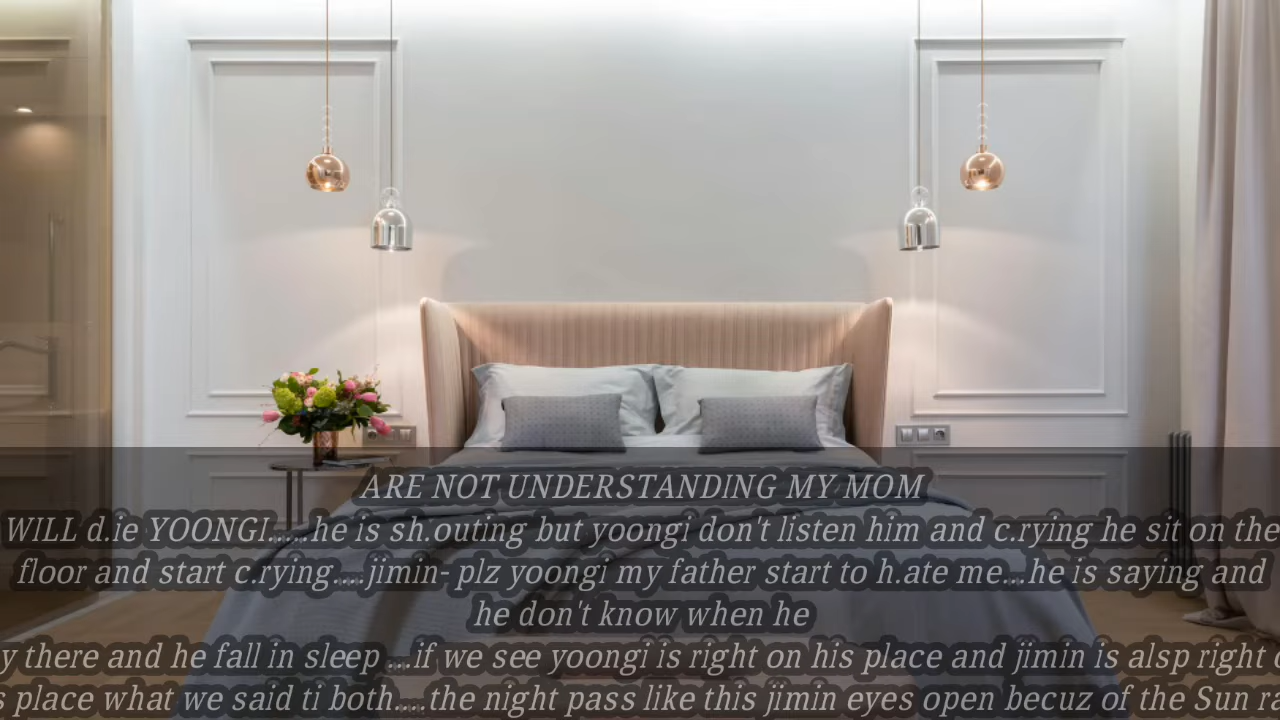 ARE NOT UNDERSTANDING MY MOM
WILL d.ie YOONGI......he is sh.outing but yoongi don't listen him and c.rying he sit on the
floor and start c.rying....jimin- plz yoongi my father start to h.ate me...he is saying and
he don't know when he
y there and he fall in sleep ...if we see yoongi is right on his place and jimin is alsp right
place what we said ti both....the night pass like this jimin eyes open becuz of the Sun